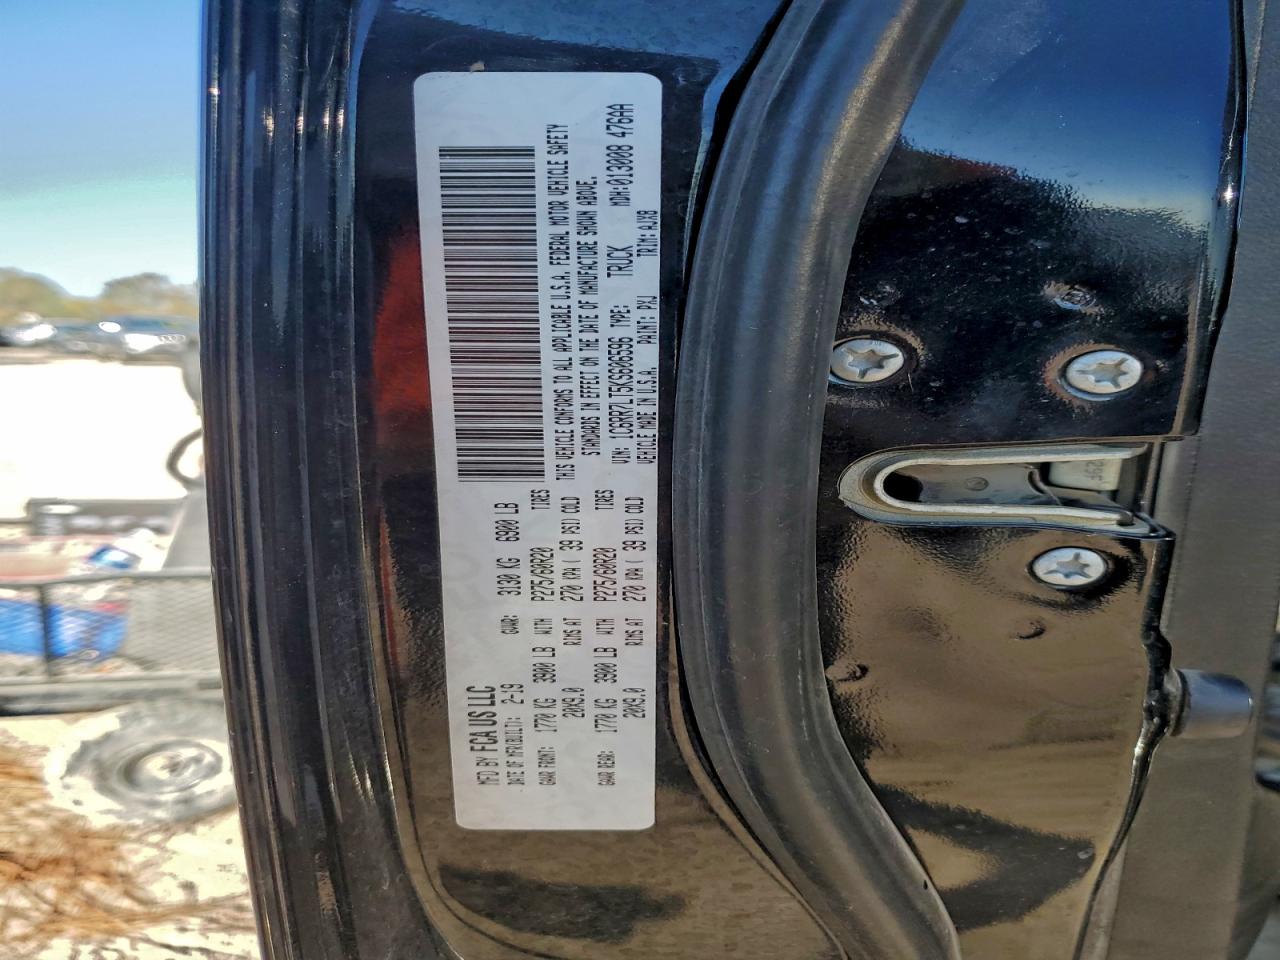 MFD BY FCA US LLC
DATE OF MFR(BUILT): 2-19 GVWR: 3130 KG 6900 LB
GAWR FRONT: 1770 KG 3900 LB WITH P275/60R20 TIRES
20X9.0 RIMS AT 270 KPA ( 39 PSI) COLD
GAWR REAR: 1770 KG 3900 LB WITH P275/60R20 TIRES
20X9.0 RIMS AT 270 KPA ( 39 PSI) COLD
THIS VEHICLE CONFORMS TO ALL APPLICABLE U.S.A. FEDERAL MOTOR VEHICLE SAFETY
STANDARDS IN EFFECT ON THE DATE OF MANUFACTURE SHOWN ABOVE.
VIN: 1C6RR7LT5KS606596 TYPE: TRUCK MDH:013008 476AA
VEHICLE MADE IN U.S.A. PAINT: PXJ TRIM: AJX8